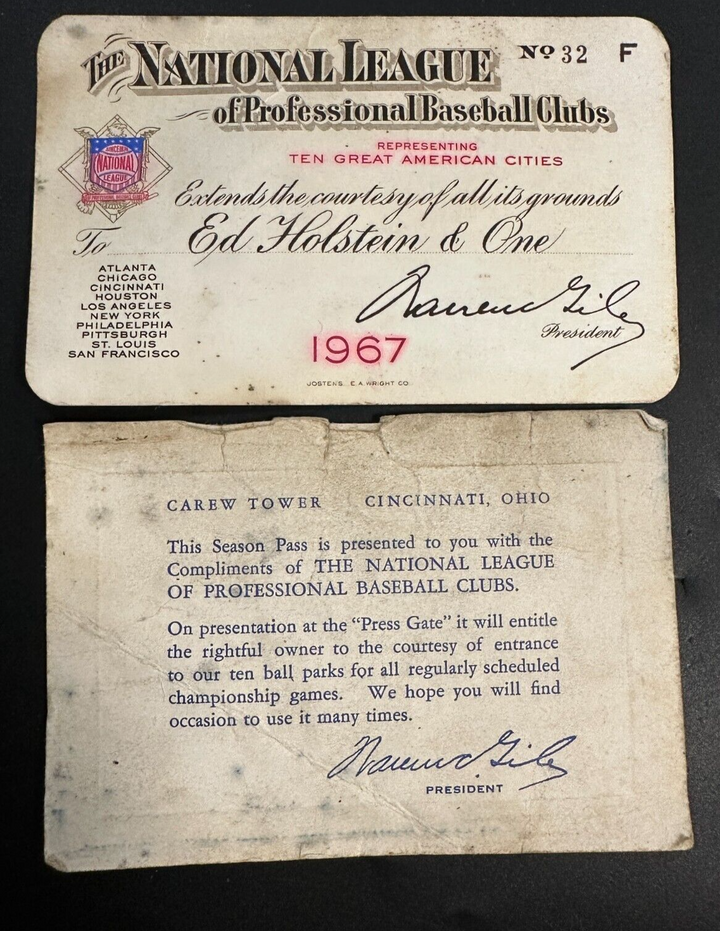 THE NATIONAL LEAGUE Nº 32 F
of Professional Baseball Clubs
REPRESENTING
TEN GREAT AMERICAN CITIES
NATIONAL
LEAGUE
Extends the courtesy of all its grounds
To Ed Holstein & One
ATLANTA
CHICAGO
CINCINNATI
HOUSTON
LOS ANGELES
NEW YORK
PHILADELPHIA
PITTSBURGH
ST. LOUIS
SAN FRANCISCO
Warren Giles
President
1967
JOSTENS E.A. WRIGHT CO.
CAREW TOWER CINCINNATI, OHIO
This Season Pass is presented to you with the
Compliments of THE NATIONAL LEAGUE
OF PROFESSIONAL BASEBALL CLUBS.
On presentation at the “Press Gate” it will entitle
the rightful owner to the courtesy of entrance
to our ten ball parks for all regularly scheduled
championship games. We hope you will find
occasion to use it many times.
Warren Giles
PRESIDENT